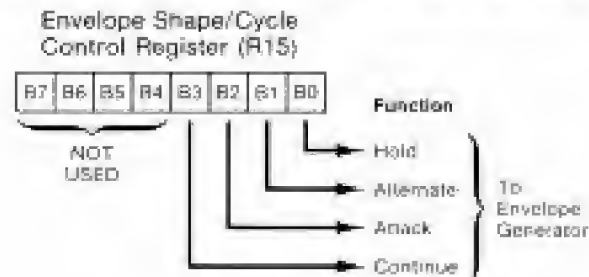 Envelope Shape/Cycle
Control Register (R15)
B7 B6 B5 B4 B3 B2 B1 B0
Function
NOT
USED
Hold
Alternate
Attack
Continue
To
Envelope
Generator